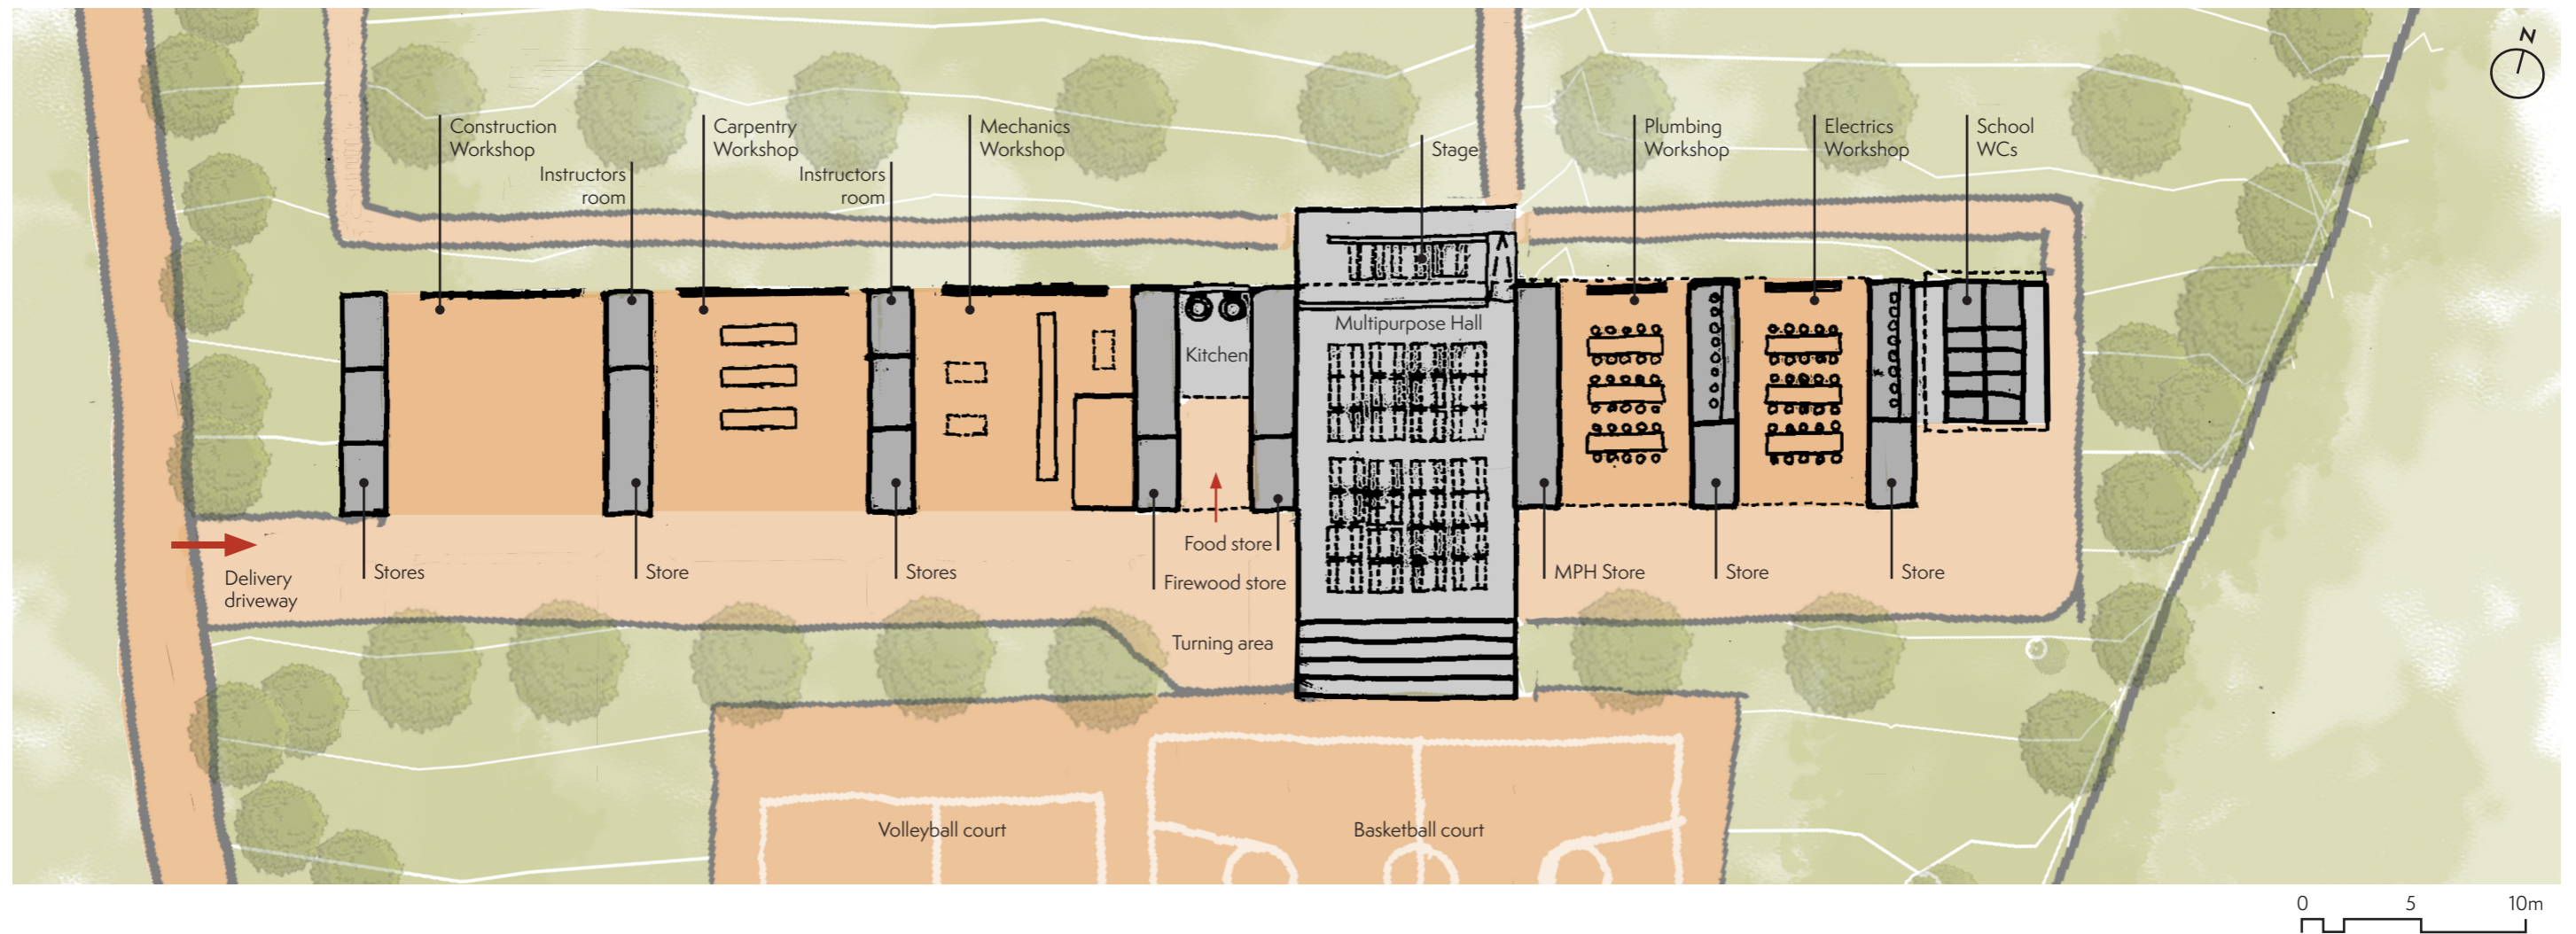 N
Construction
Workshop
Carpentry
Workshop
Mechanics
Workshop
Stage
Plumbing
Workshop
Electrics
Workshop
School
WCs
Instructors
room
Instructors
room
Multipurpose Hall
Kitchen
Food store
Firewood store
Delivery
driveway
Stores
Store
Stores
MPH Store
Store
Store
Turning area
Volleyball court
Basketball court
0 5 10m